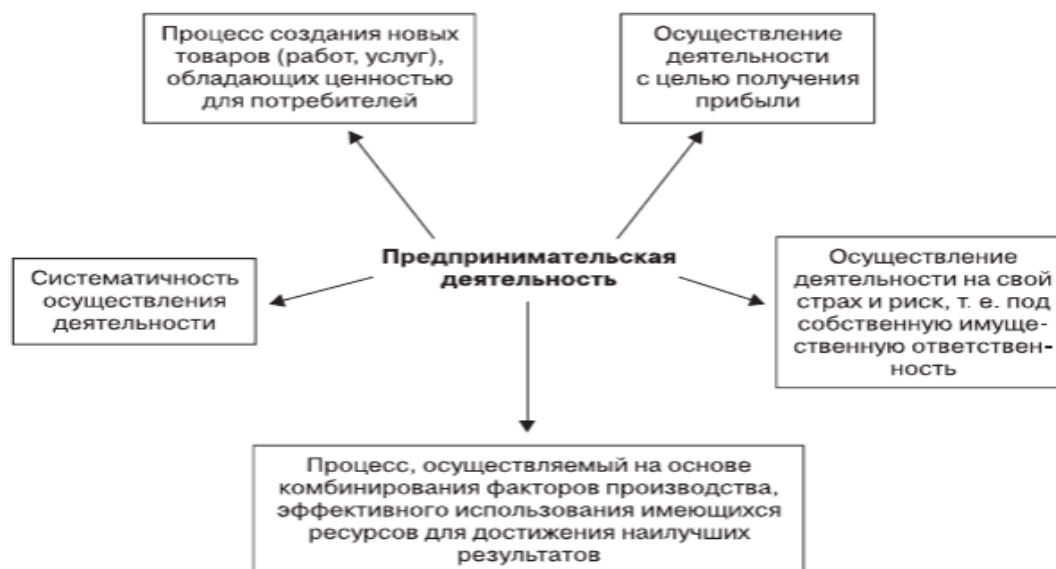 Процесс создания новых
товаров (работ, услуг),
обладающих ценностью
для потребителей
Осуществление
деятельности
с целью получения
прибыли
Предпринимательская
деятельность
Систематичность
осуществления
деятельности
Осуществление
деятельности на свой
страх и риск, т. е. под
собственную имуще-
ственную ответствен-
ность
Процесс, осуществляемый на основе
комбинирования факторов производства,
эффективного использования имеющихся
ресурсов для достижения наилучших
результатов